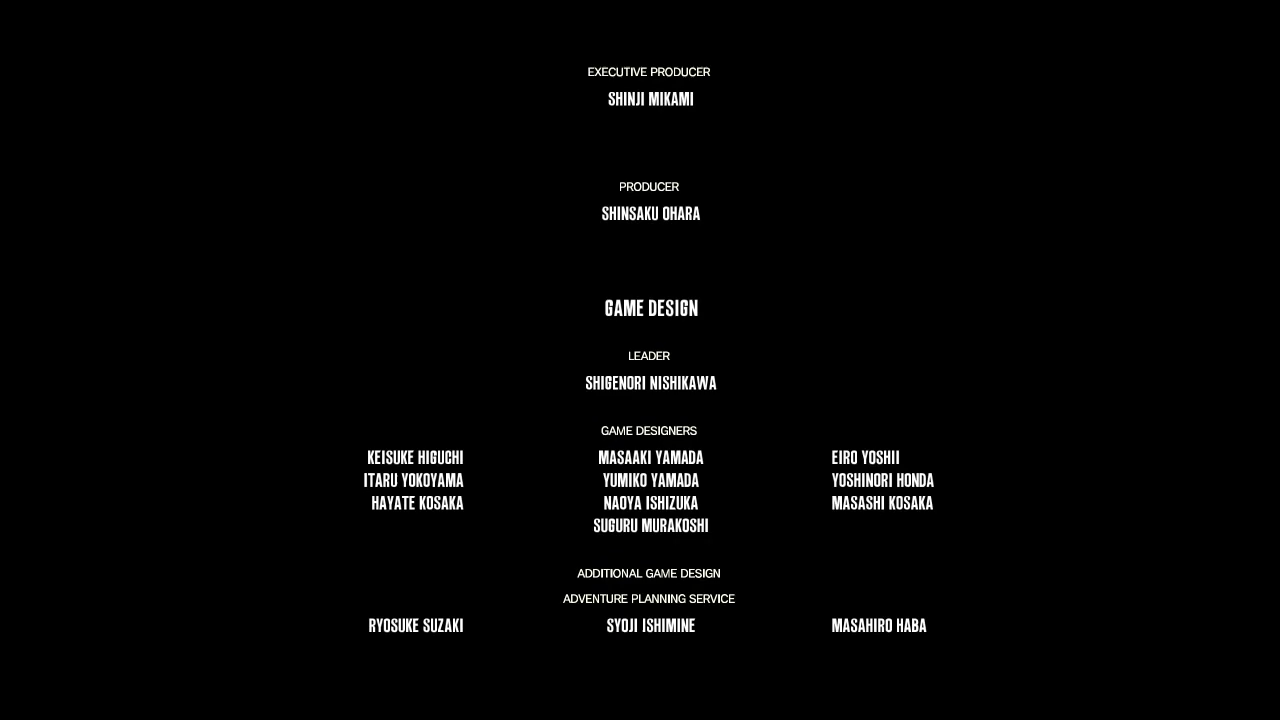 EXECUTIVE PRODUCER
SHINJI MIKAMI
PRODUCER
SHINSAKU OHARA
GAME DESIGN
LEADER
SHIGENORI NISHIKAWA
GAME DESIGNERS
KEISUKE HIGUCHI MASAAKI YAMADA EIRO YOSHII
ITARU YOKOYAMA YUMIKO YAMADA YOSHINORI HONDA
HAYATE KOSAKA NAOYA ISHIZUKA MASASHI KOSAKA
SUGURU MURAKOSHI
ADDITIONAL GAME DESIGN
ADVENTURE PLANNING SERVICE
RYOSUKE SUZAKI SYOJI ISHIMINE MASAHIRO HABA